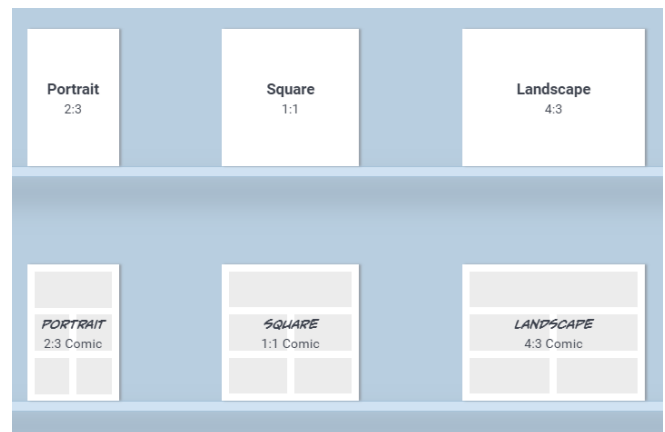 Portrait
2:3
Square
1:1
Landscape
4:3
PORTRAIT
2:3 Comic
SQUARE
1:1 Comic
LANDSCAPE
4:3 Comic